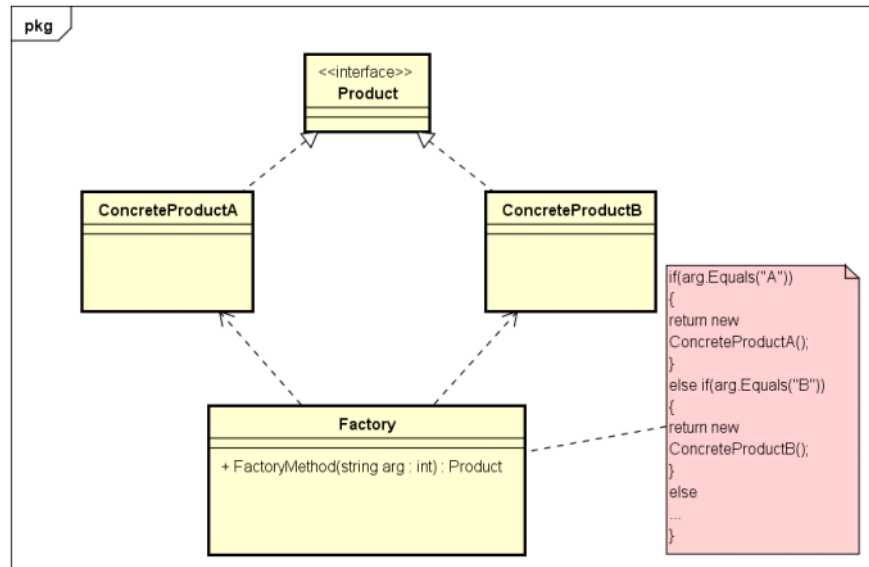 pkg
<<interface>>
Product
ConcreteProductA
ConcreteProductB
if(arg.Equals("A"))
{
return new
ConcreteProductA();
}
else if(arg.Equals("B"))
{
return new
ConcreteProductB();
}
else
...
}
Factory
+ FactoryMethod(string arg : int) : Product